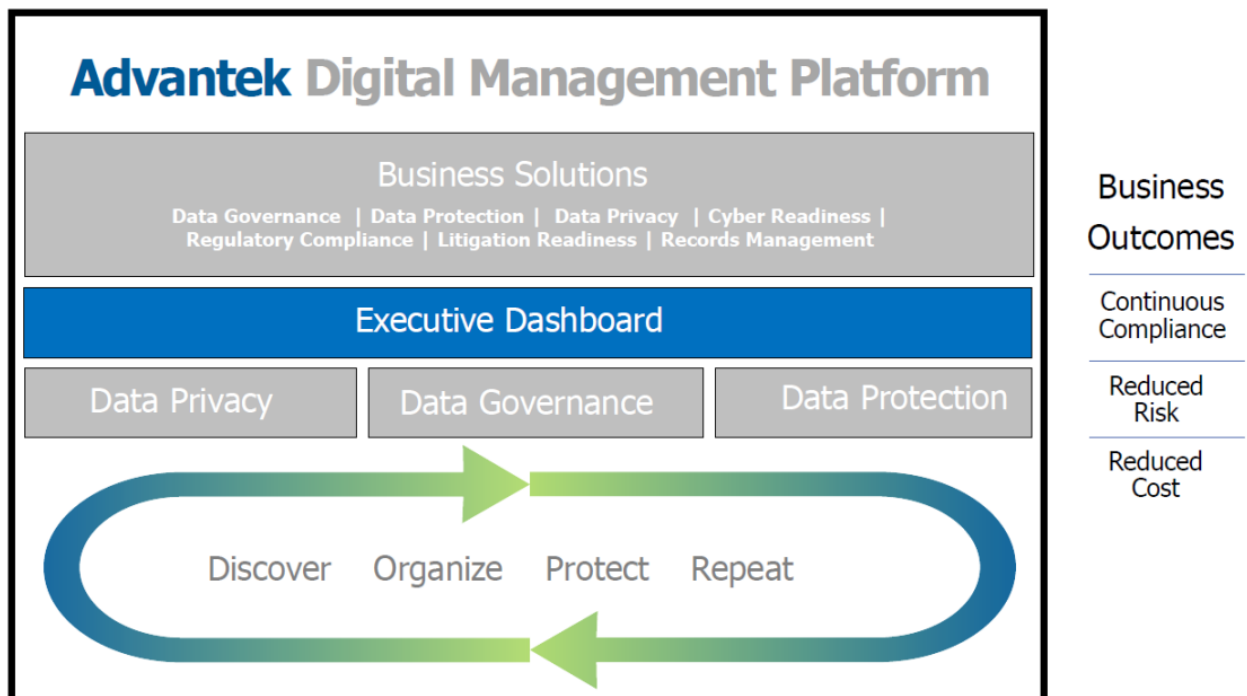 Advantek Digital Management Platform
Business Solutions
Data Governance | Data Protection | Data Privacy | Cyber Readiness |
Regulatory Compliance | Litigation Readiness | Records Management
Executive Dashboard
Data Privacy
Data Governance
Data Protection
Discover Organize Protect Repeat
Business
Outcomes
Continuous
Compliance
Reduced
Risk
Reduced
Cost